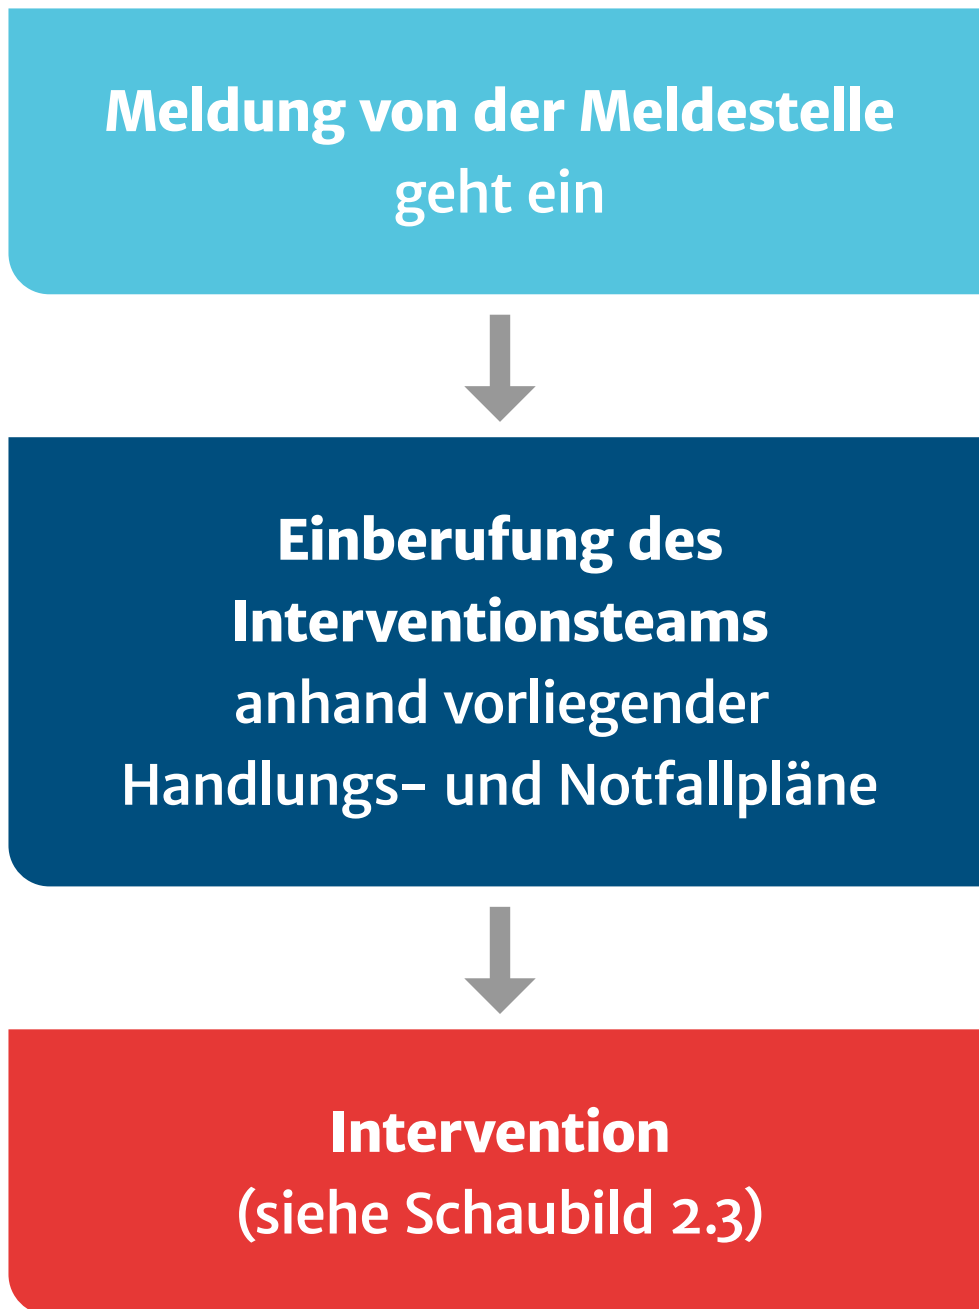 Meldung von der Meldestelle
geht ein
Einberufung des
Interventionsteams
anhand vorliegender
Handlungs- und Notfallpläne
Intervention
(siehe Schaubild 2.3)